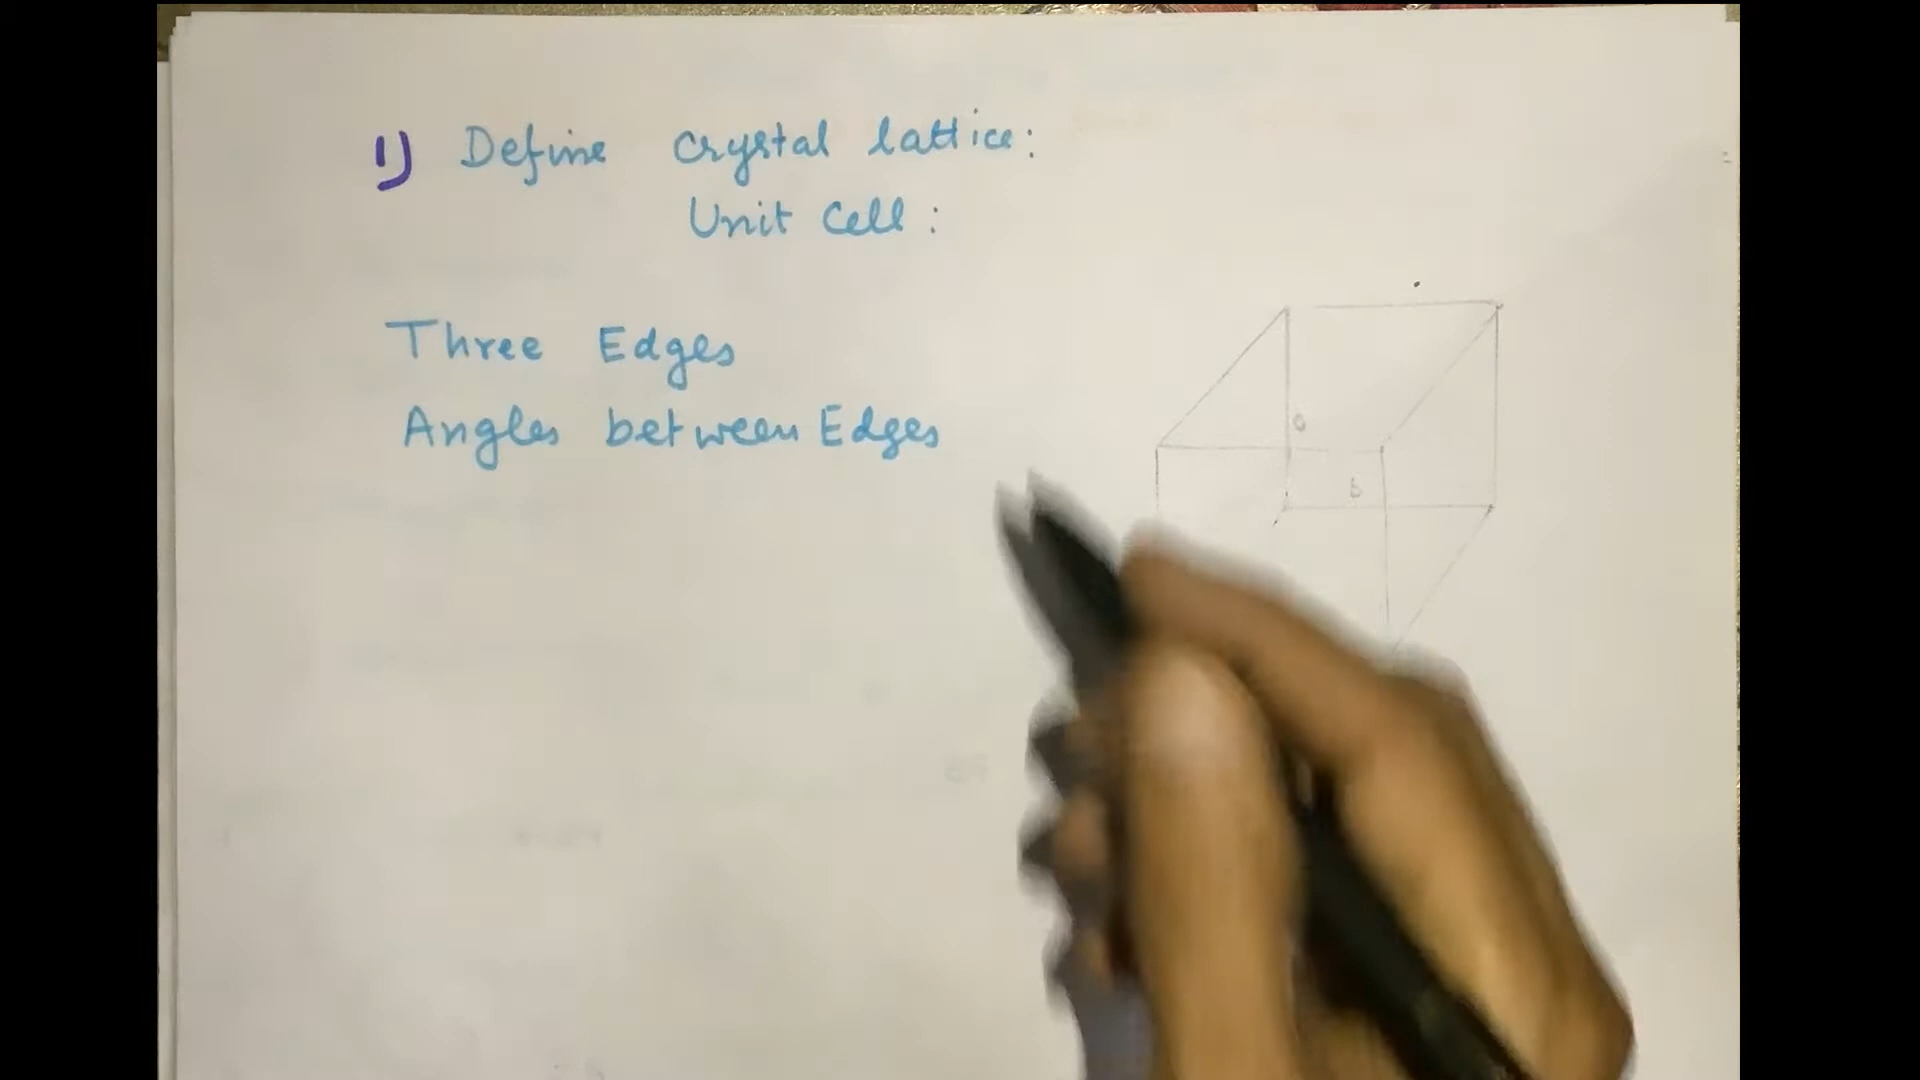 1) Define crystal lattice:
Unit Cell:
Three Edges
Angles between Edges
a
b